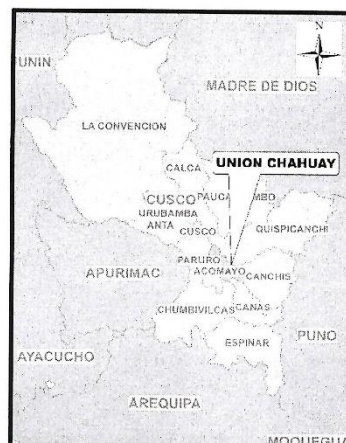 N
UNIN
MADRE DE DIOS
LA CONVENCION
UNION CHAHUAY
CALCA
PAUCA MBO
CUSCO
URUBAMBA
ANTA
CUSCO
QUISPICANCHI
PARURO
ACOMAYO
CANCHIS
APURIMAC
CHUMBIVILCAS
CANAS
PUNO
ESPINAR
AYACUCHO
AREQUIPA
MOQUEGUA